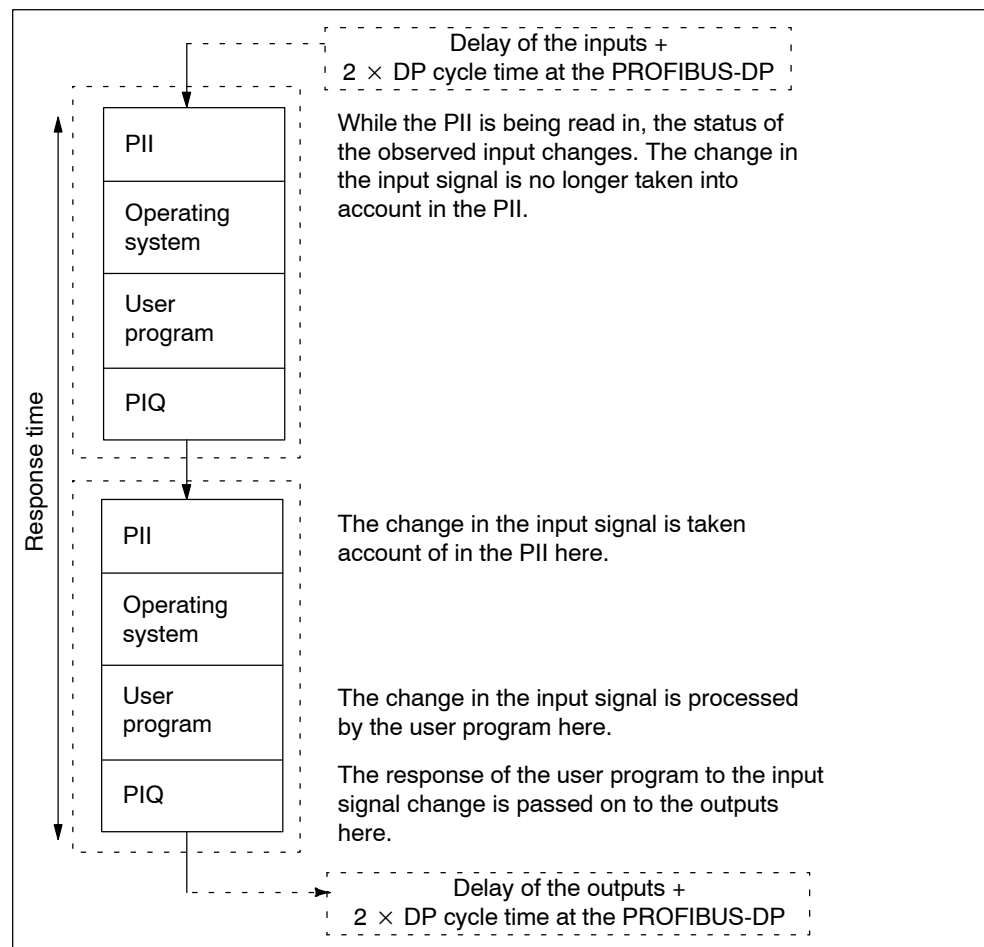 Delay of the inputs +
2 × DP cycle time at the PROFIBUS-DP
Response time
PII
While the PII is being read in, the status of
the observed input changes. The change in
the input signal is no longer taken into
account in the PII.
Operating
system
User
program
PIQ
PII
The change in the input signal is taken
account of in the PII here.
Operating
system
User
program
The change in the input signal is processed
by the user program here.
PIQ
The response of the user program to the input
signal change is passed on to the outputs
here.
Delay of the outputs +
2 × DP cycle time at the PROFIBUS-DP